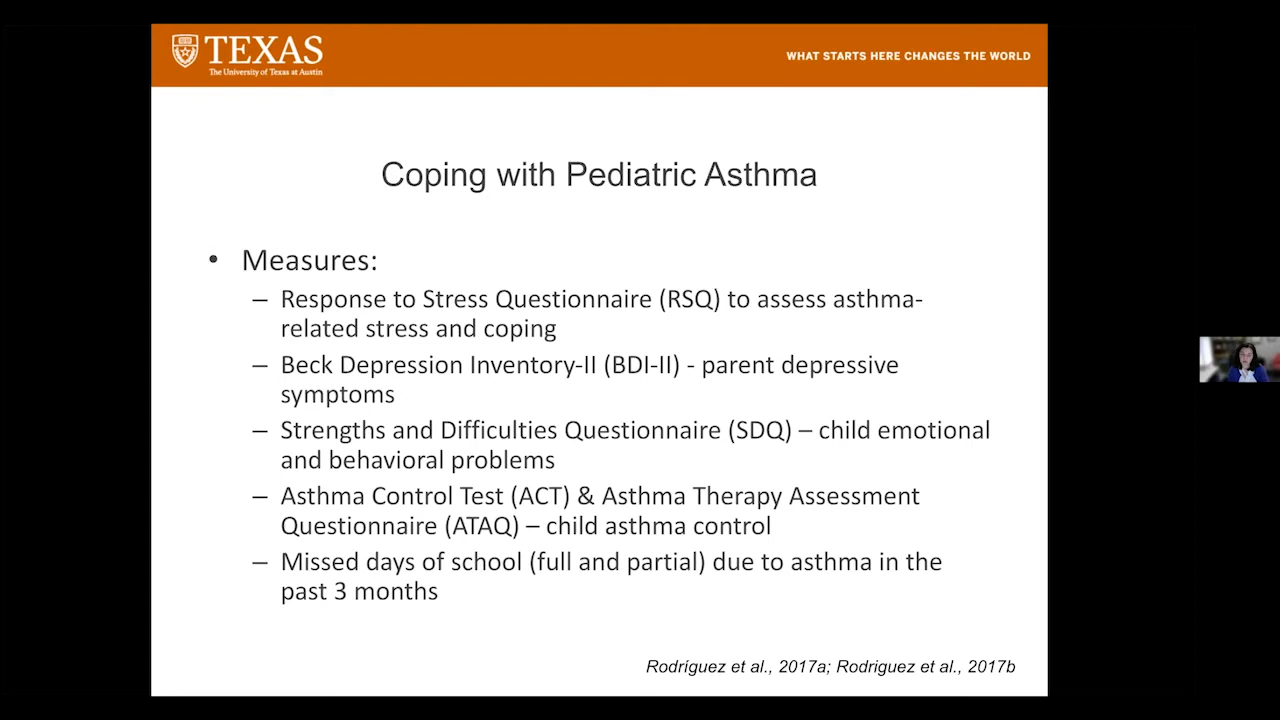 TEXAS
The University of Texas at Austin
WHAT STARTS HERE CHANGES THE WORLD
Coping with Pediatric Asthma
• Measures:
– Response to Stress Questionnaire (RSQ) to assess asthma-
related stress and coping
– Beck Depression Inventory-II (BDI-II) - parent depressive
symptoms
– Strengths and Difficulties Questionnaire (SDQ) – child emotional
and behavioral problems
– Asthma Control Test (ACT) & Asthma Therapy Assessment
Questionnaire (ATAQ) – child asthma control
– Missed days of school (full and partial) due to asthma in the
past 3 months
Rodríguez et al., 2017a; Rodriguez et al., 2017b